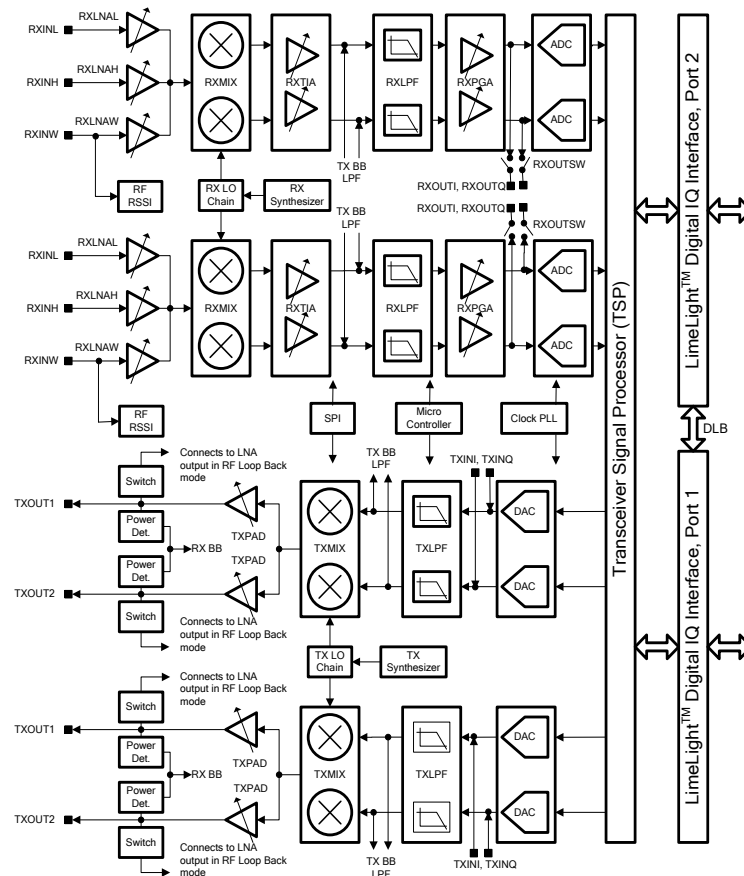 RXINL
RXLNAL
RXINH
RXLNAH
RXINW
RXLNAW
RF
RSSI
RXMIX
RX LO
Chain
RX
Synthesizer
RXTIA
TX BB
LPF
RXLPF
RXPGA
ADC
ADC
RXOUTSW
RXOUTI, RXOUTQ
RXOUTI, RXOUTQ
RXOUTSW
TX BB
LPF
RXINL
RXLNAL
RXINH
RXLNAH
RXINW
RXLNAW
RF
RSSI
RXMIX
RXTIA
RXLPF
RXPGA
ADC
ADC
SPI
Micro
Controller
Clock PLL
Transceiver Signal Processor (TSP)
LimeLight™ Digital IQ Interface, Port 2
DLB
LimeLight™ Digital IQ Interface, Port 1
Connects to LNA
output in RF Loop Back
mode
Switch
TXOUT1
Power
Det.
RX BB
Power
Det.
TXOUT2
Switch
Connects to LNA
output in RF Loop Back
mode
TXPAD
TXPAD
TXMIX
TX BB
LPF
TXLPF
TXINI, TXINQ
DAC
DAC
TX LO
Chain
TX
Synthesizer
Connects to LNA
output in RF Loop Back
mode
Switch
TXOUT1
Power
Det.
RX BB
Power
Det.
TXOUT2
Switch
Connects to LNA
output in RF Loop Back
mode
TXPAD
TXPAD
TXMIX
TXLPF
DAC
DAC
TX BB
LPF
TXINI, TXINQ